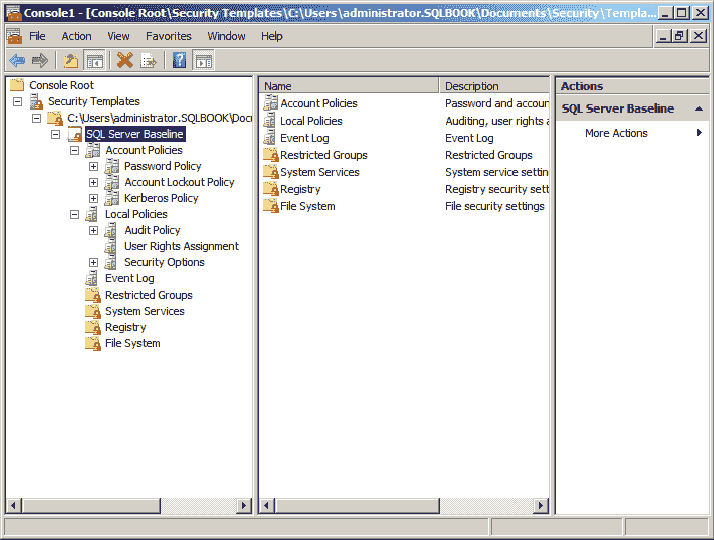 Console1 - [Console Root\Security Templates\C:\Users\administrator.SQLBOOK\Documents\Security\Templa...
File Action View Favorites Window Help
Console Root
Security Templates
C:\Users\administrator.SQLBOOK\Doc
SQL Server Baseline
Account Policies
Password Policy
Account Lockout Policy
Kerberos Policy
Local Policies
Audit Policy
User Rights Assignment
Security Options
Event Log
Restricted Groups
System Services
Registry
File System
Name Description
Account Policies Password and accoun
Local Policies Auditing, user rights a
Event Log Event Log
Restricted Groups Restricted Groups
System Services System service settin
Registry Registry security sett
File System File security settings
Actions
SQL Server Baseline
More Actions